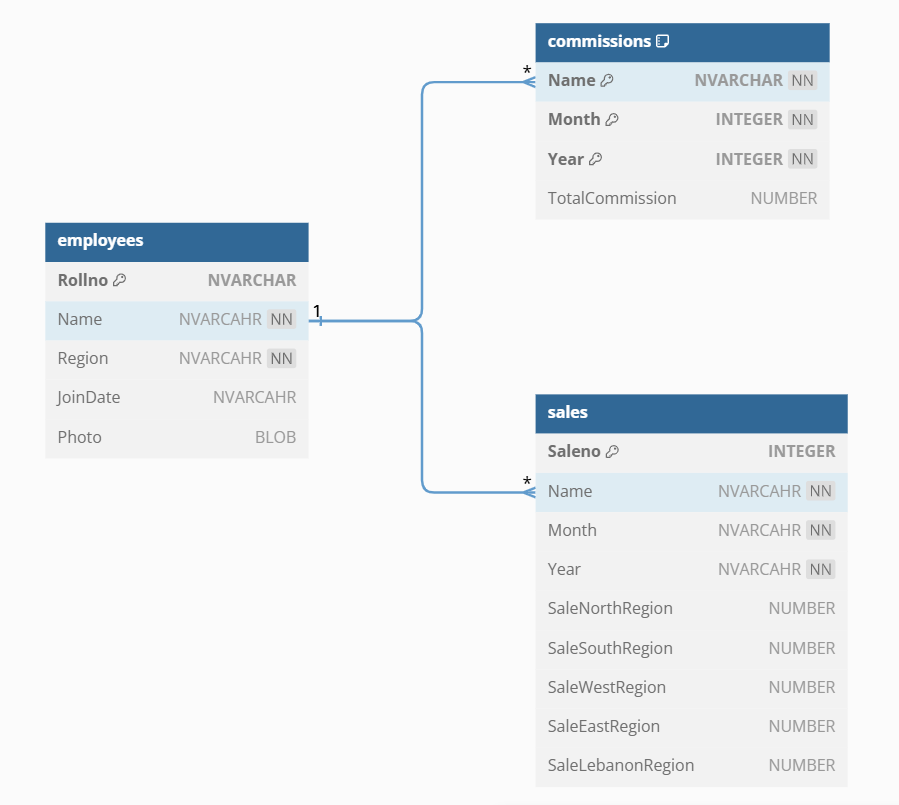 commissions
*
Name NVARCHAR NN
Month INTEGER NN
Year INTEGER NN
TotalCommission NUMBER
employees
Rollno NVARCHAR
Name NVARCAHR NN
1
Region NVARCAHR NN
JoinDate NVARCAHR
Photo BLOB
sales
Saleno INTEGER
*
Name NVARCAHR NN
Month NVARCAHR NN
Year NVARCAHR NN
SaleNorthRegion NUMBER
SaleSouthRegion NUMBER
SaleWestRegion NUMBER
SaleEastRegion NUMBER
SaleLebanonRegion NUMBER